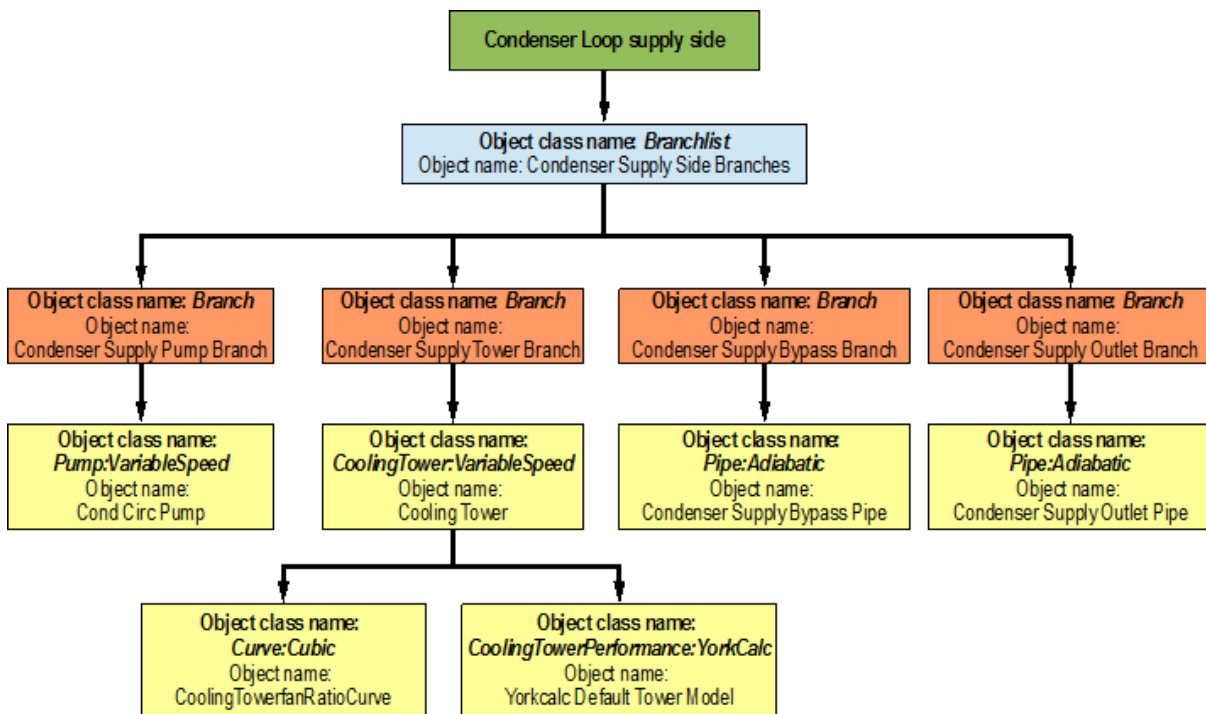 Condenser Loop supply side
Object class name: Branchlist
Object name: Condenser Supply Side Branches
Object class name: Branch
Object name:
Condenser Supply Pump Branch
Object class name: Branch
Object name:
Condenser Supply Tower Branch
Object class name: Branch
Object name:
Condenser Supply Bypass Branch
Object class name: Branch
Object name:
Condenser Supply Outlet Branch
Object class name:
Pump:VariableSpeed
Object name:
Cond Circ Pump
Object class name:
CoolingTower:VariableSpeed
Object name:
Cooling Tower
Object class name:
Pipe:Adiabatic
Object name:
Condenser Supply Bypass Pipe
Object class name:
Pipe:Adiabatic
Object name:
Condenser Supply Outlet Pipe
Object class name:
Curve:Cubic
Object name:
CoolingTowerfanRatioCurve
Object class name:
CoolingTowerPerformance:YorkCalc
Object name:
Yorkcalc Default Tower Model